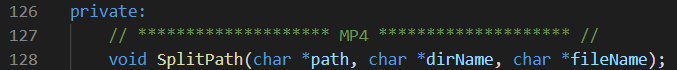 126 private:
127 // ******************** MP4 ******************** //
128 void SplitPath(char *path, char *dirName, char *fileName);